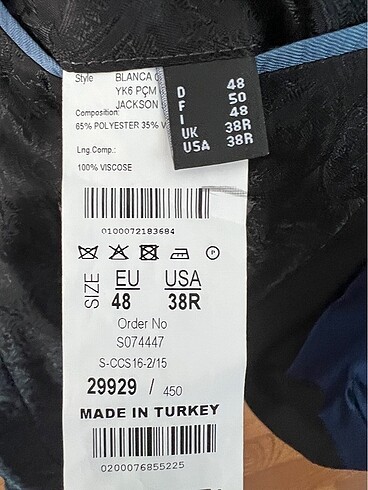 Style BLANCA
YK6 PÇM
JACKSON
Composition:
65% POLYESTER 35% V
Lng.Comp.:
100% VISCOSE
D 48
F 50
I 48
UK 38R
USA 38R
0100072183684
P
SIZE
EU USA
48 38R
Order No
S074447
S-CCS16-2/15
29929 / 450
MADE IN TURKEY
0200076855225